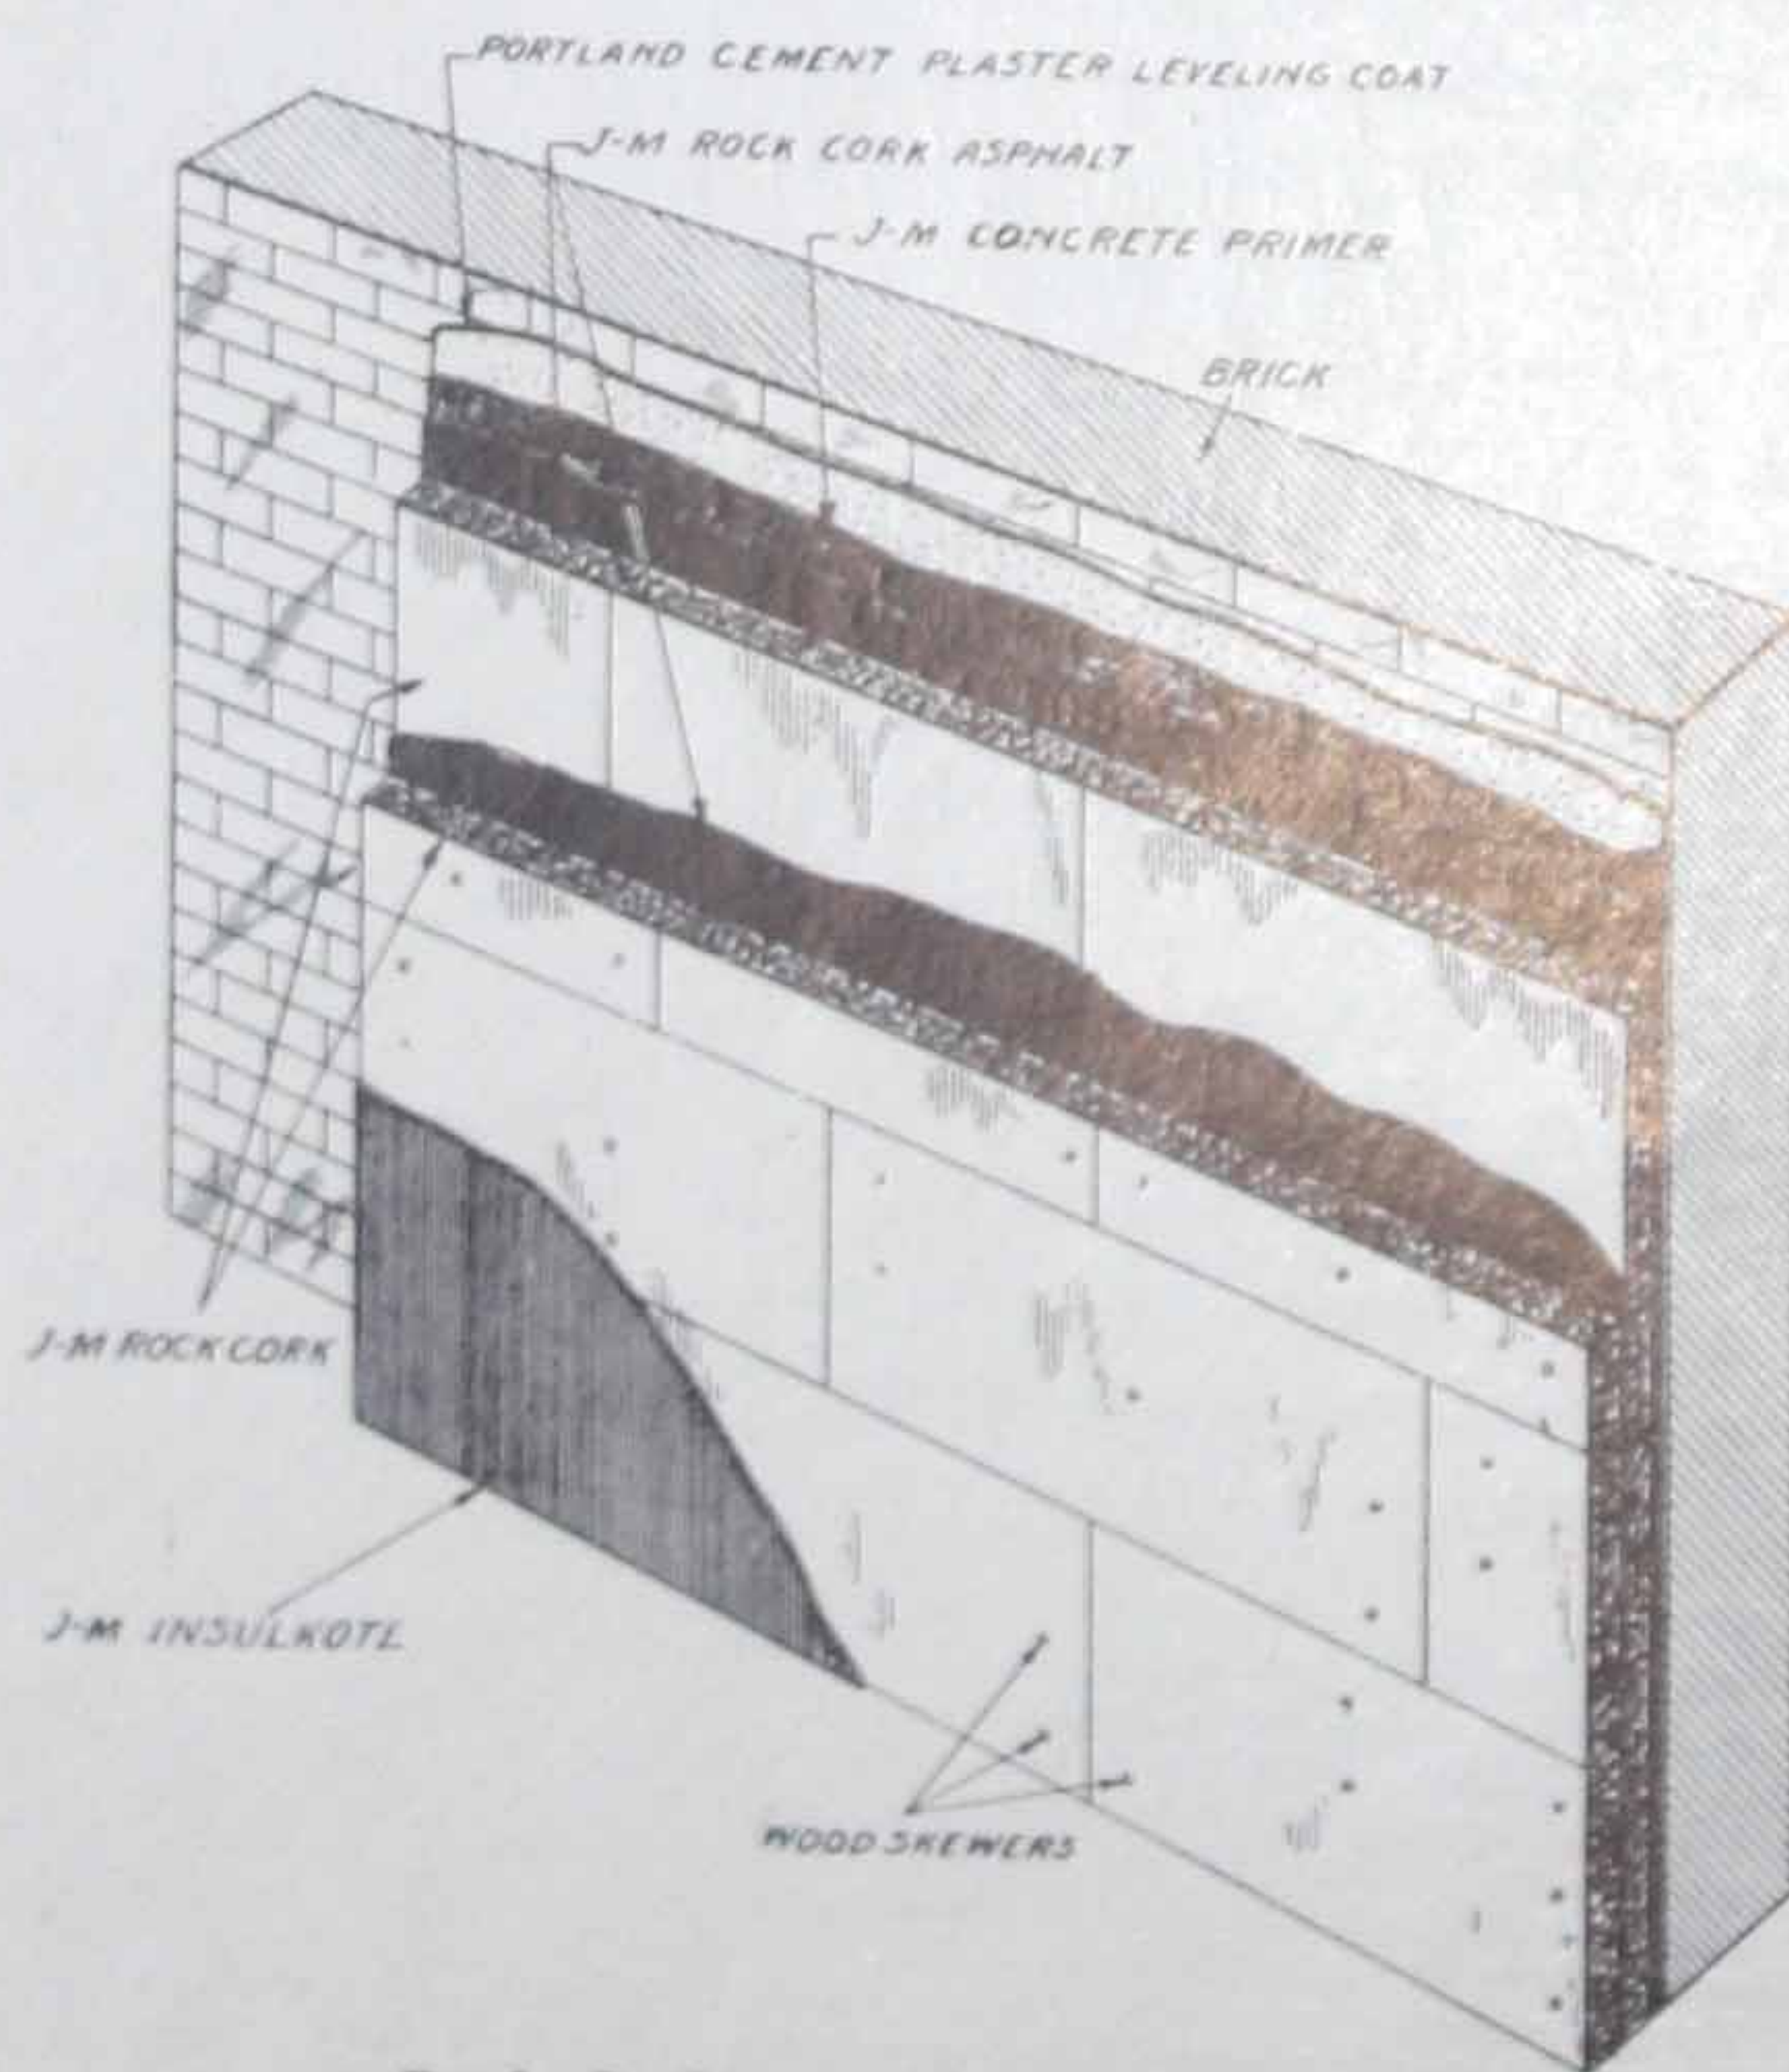 PORTLAND CEMENT PLASTER LEVELING COAT
J-M ROCK CORK ASPHALT
J-M CONCRETE PRIMER
BRICK
J-M ROCK CORK
J-M INSULKOTE
WOOD SKEWERS